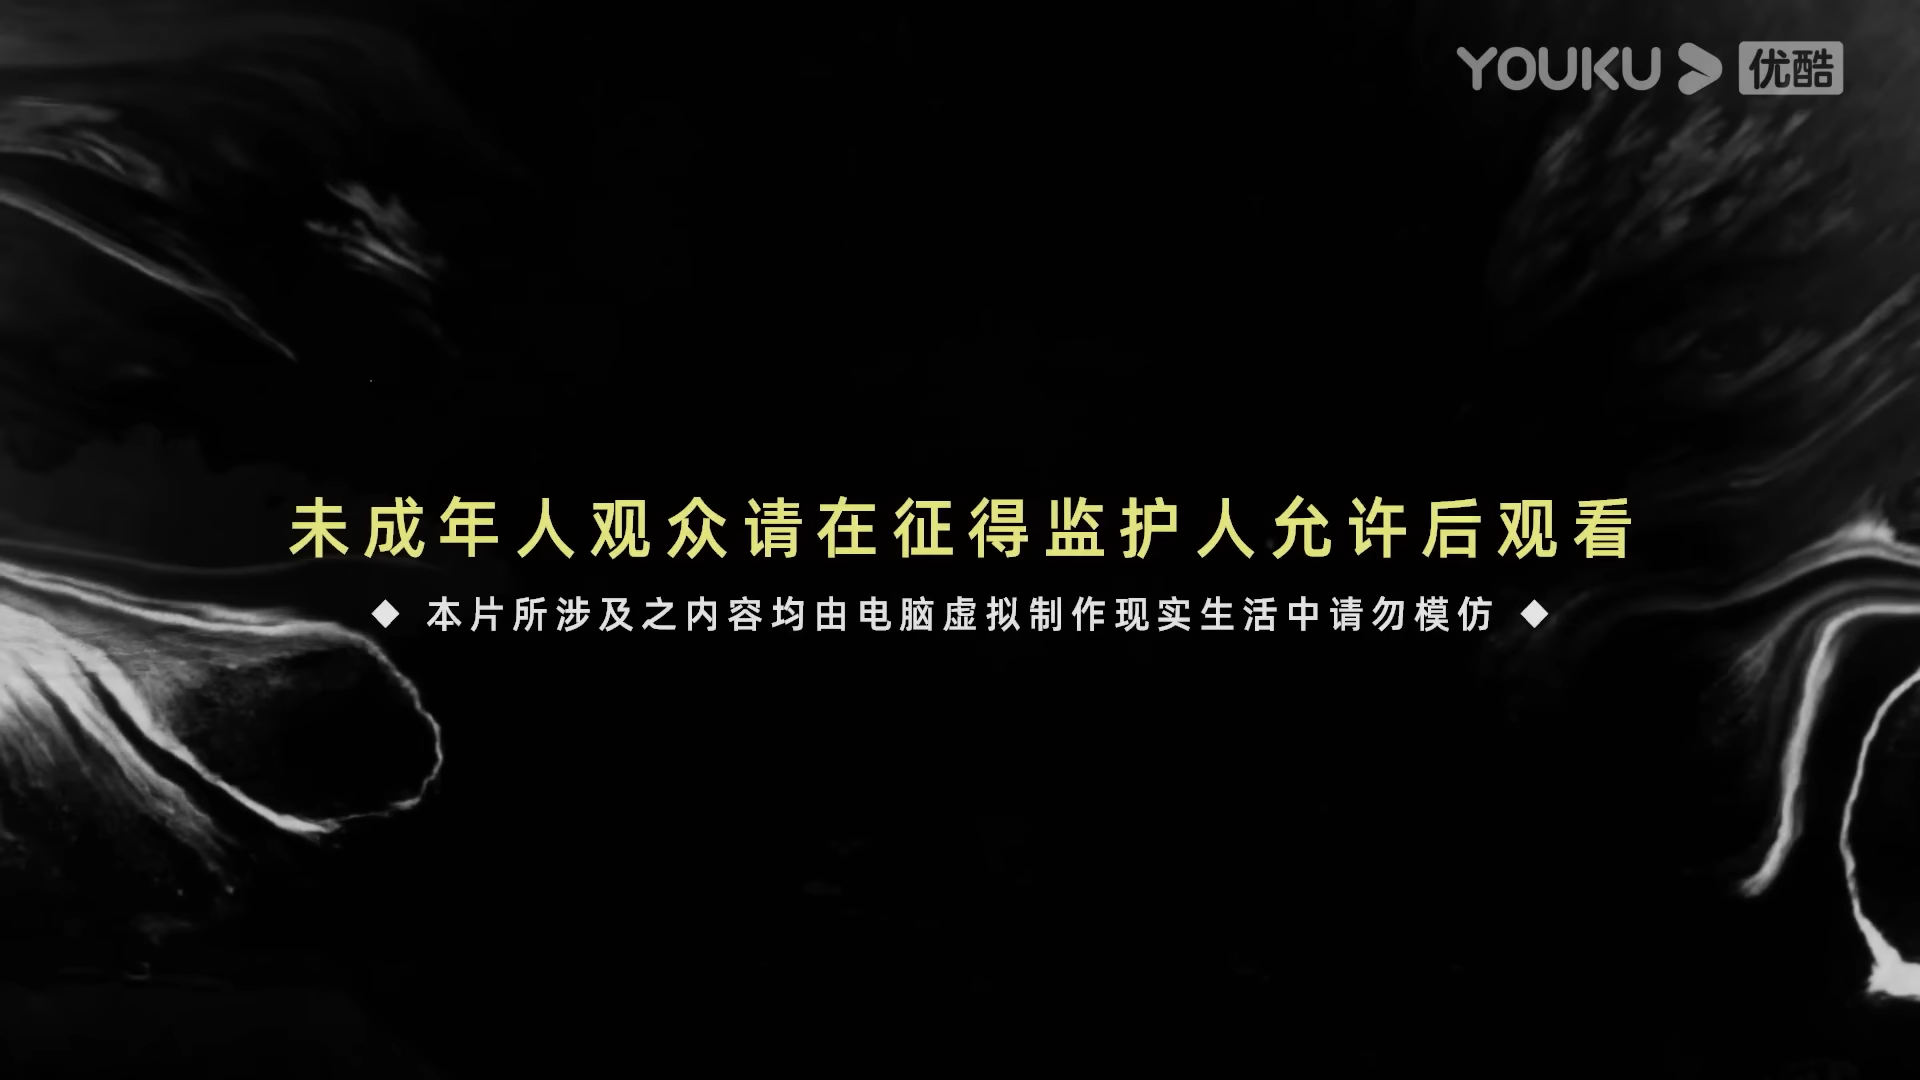 YOUKU 优酷
未成年人观众请在征得监护人允许后观看
◆ 本片所涉及之内容均由电脑虚拟制作现实生活中请勿模仿 ◆